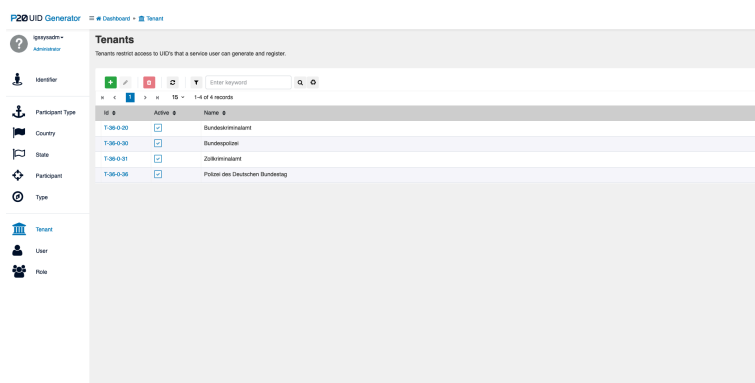 P20 UID Generator
Dashboard Tenant
igssysadm
Administrator
Identifier
Participant Type
Country
State
Participant
Type
Tenant
User
Role
Tenants
Tenants restrict access to UID's that a service user can generate and register.
Enter keyword
« < 1 > » 15 1-4 of 4 records
Id Active Name
T-36-0-20 Bundeskriminalamt
T-36-0-30 Bundespolizei
T-36-0-31 Zollkriminalamt
T-36-0-36 Polizei des Deutschen Bundestag